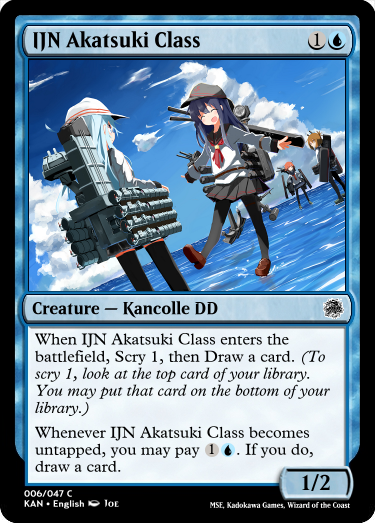 IJN Akatsuki Class 1
Creature — Kancolle DD
When IJN Akatsuki Class enters the
battlefield, Scry 1, then Draw a card. (To
scry 1, look at the top card of your library.
You may put that card on the bottom of your
library.)
Whenever IJN Akatsuki Class becomes
untapped, you may pay 1 . If you do,
draw a card.
1/2
006/047 C
KAN • English JOE
MSE, Kadokawa Games, Wizard of the Coast